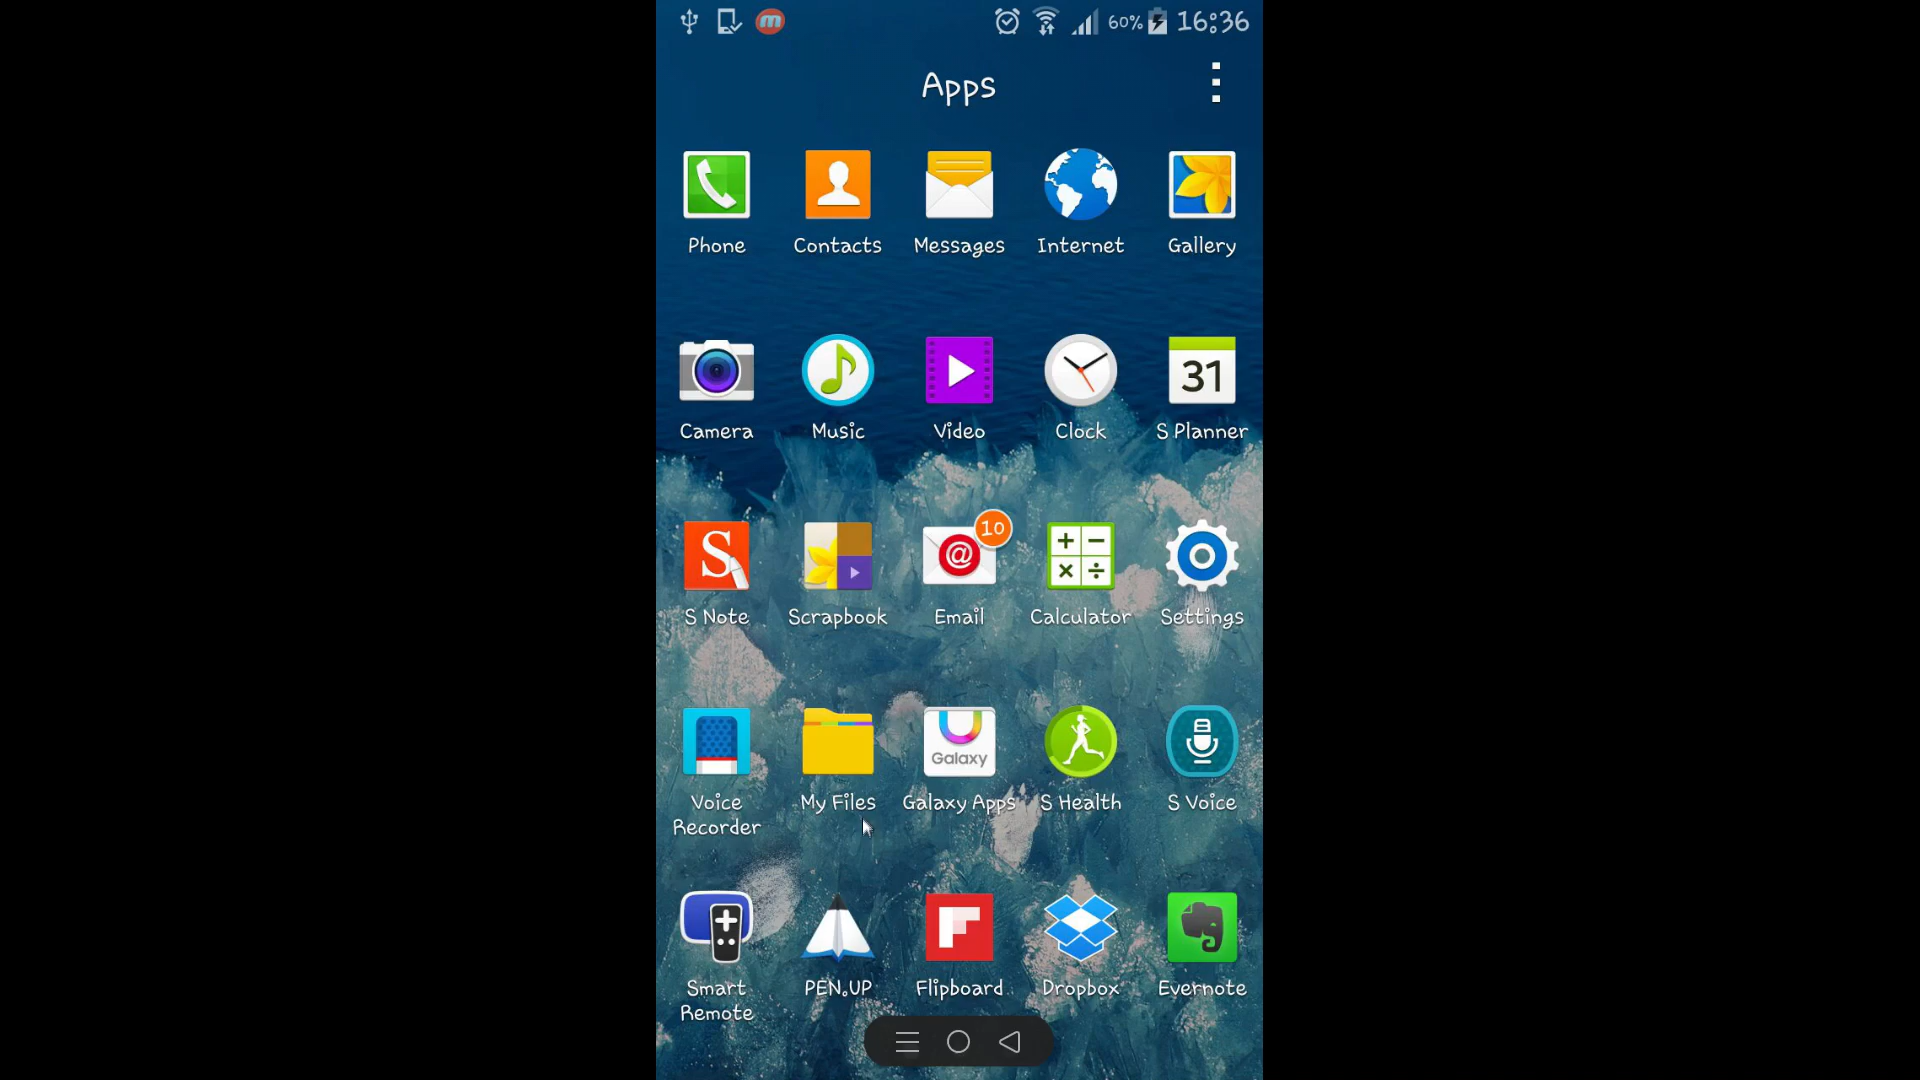 m 60% 16:36
Apps
Phone Contacts Messages Internet Gallery
31
Camera Music Video Clock S Planner
S @ 10 + - × ÷
S Note Scrapbook Email Calculator Settings
Galaxy
Voice Recorder My Files Galaxy Apps S Health S Voice
Smart Remote PEN.UP Flipboard Dropbox Evernote